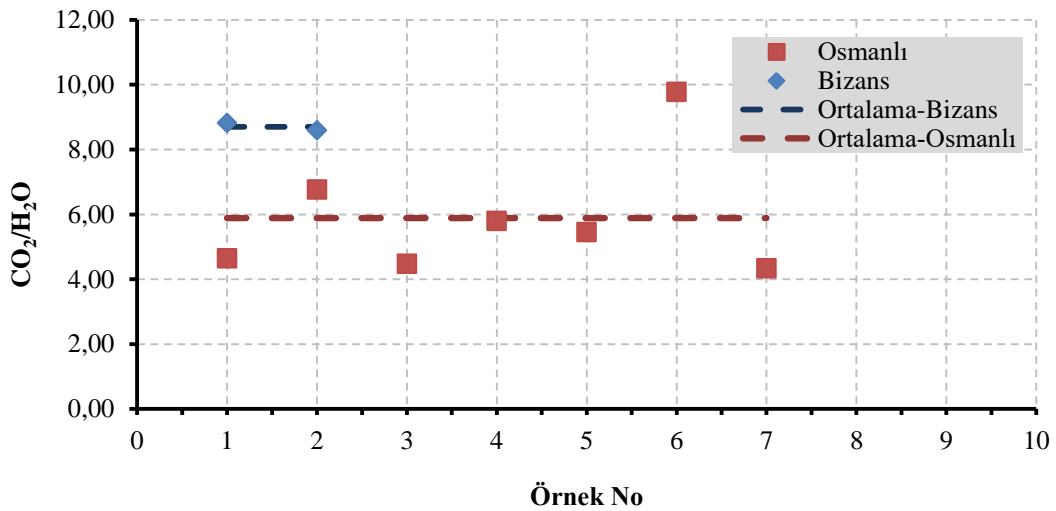 12,00
10,00
8,00
6,00
4,00
2,00
0,00
CO₂/H₂O
Osmanlı
Bizans
Ortalama-Bizans
Ortalama-Osmanlı
0 1 2 3 4 5 6 7 8 9 10
Örnek No